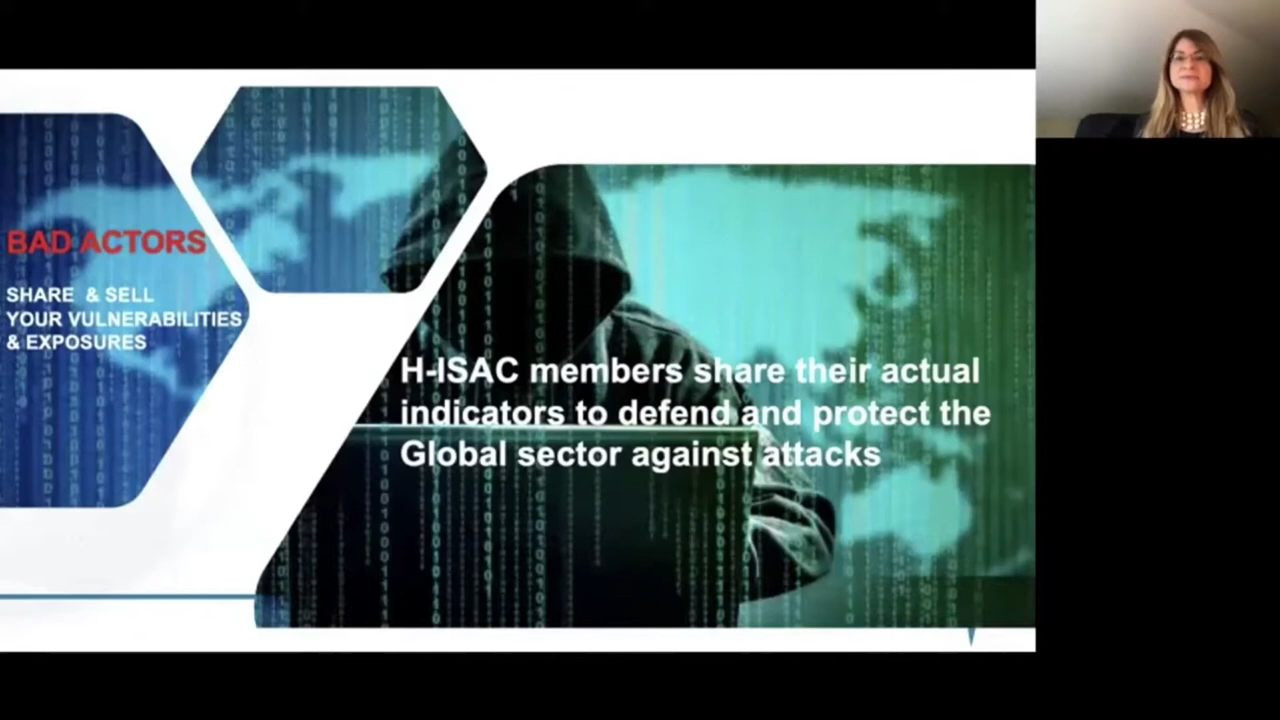 BAD ACTORS
SHARE & SELL
YOUR VULNERABILITIES
& EXPOSURES
H-ISAC members share their actual
indicators to defend and protect the
Global sector against attacks